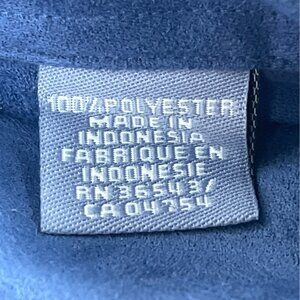 100% POLYESTER
MADE IN
INDONESIA
FABRIQUE EN
INDONESIE
RN 36543/
CA 04754